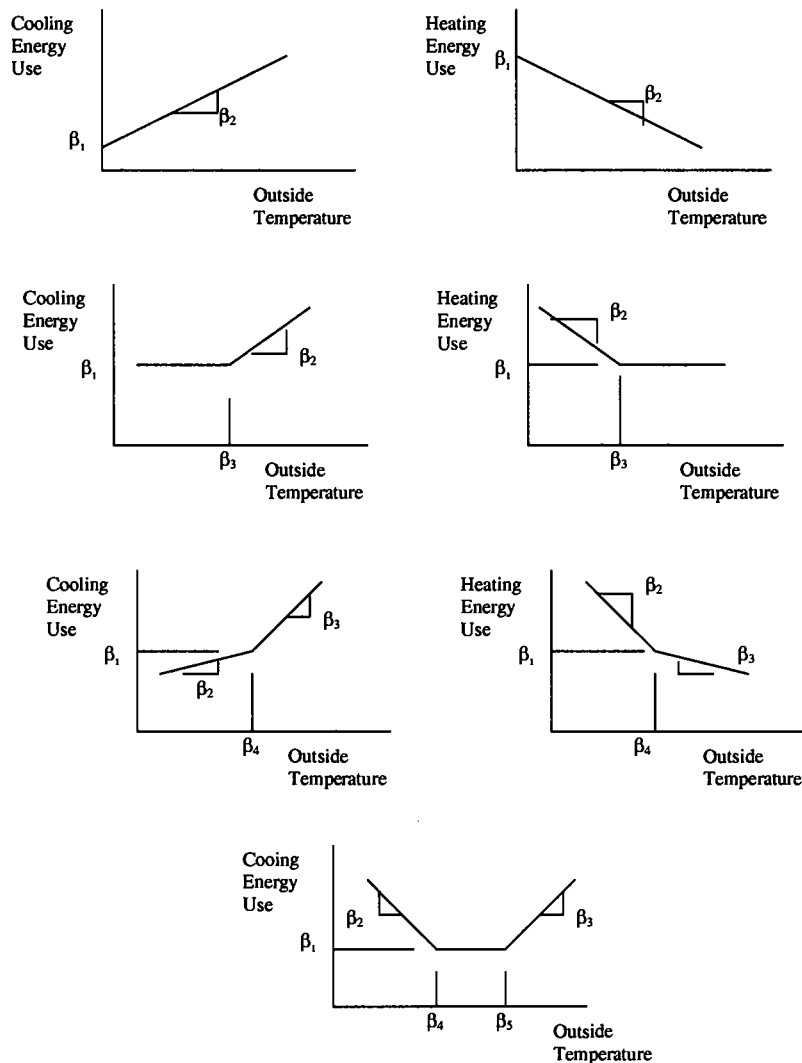 Cooling
Energy
Use
β₁
β₂
Outside
Temperature
Heating
Energy
Use
β₁
β₂
Outside
Temperature
Cooling
Energy
Use
β₁
β₂
β₃
Outside
Temperature
Heating
Energy
Use
β₁
β₂
β₃
Outside
Temperature
Cooling
Energy
Use
β₁
β₂
β₃
β₄
Outside
Temperature
Heating
Energy
Use
β₁
β₂
β₃
β₄
Outside
Temperature
Cooing
Energy
Use
β₂
β₃
β₁
β₄
β₅
Outside
Temperature